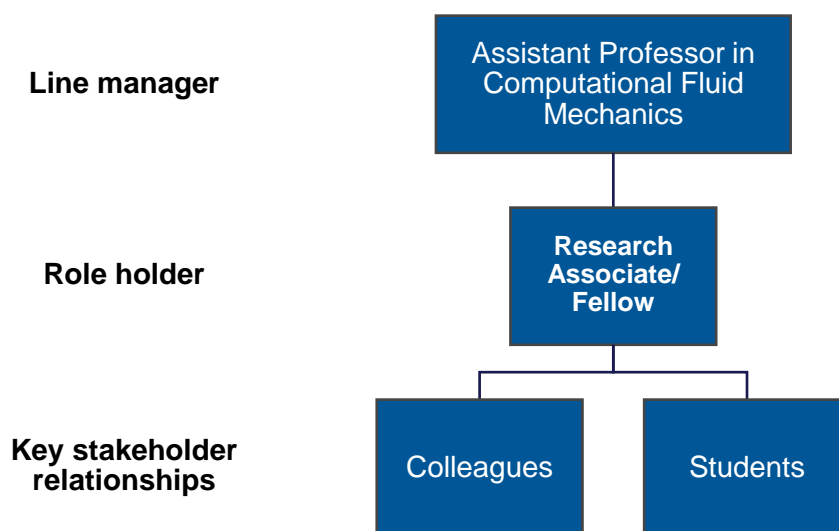 Line manager
Assistant Professor in
Computational Fluid
Mechanics
Role holder
Research
Associate/
Fellow
Key stakeholder
relationships
Colleagues
Students